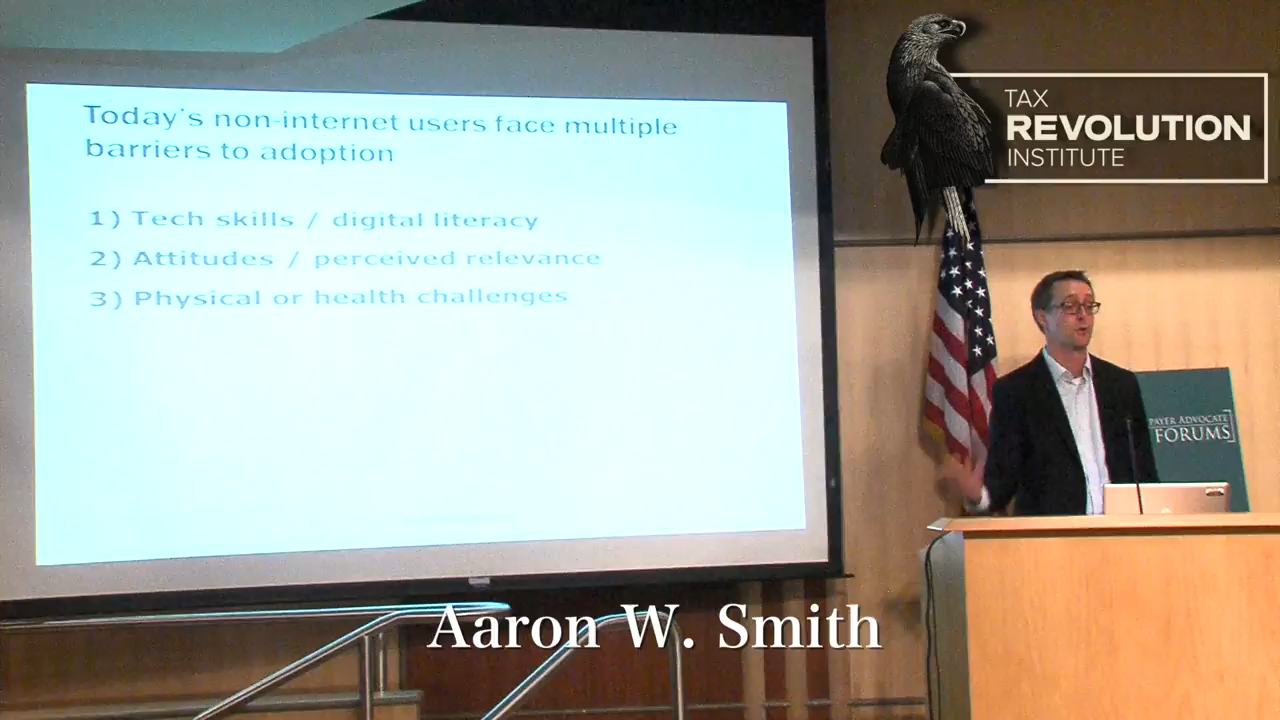 Today's non-internet users face multiple
barriers to adoption
1) Tech skills / digital literacy
2) Attitudes / perceived relevance
3) Physical or health challenges
TAX
REVOLUTION
INSTITUTE
PAYER ADVOCATE
FORUMS
Aaron W. Smith